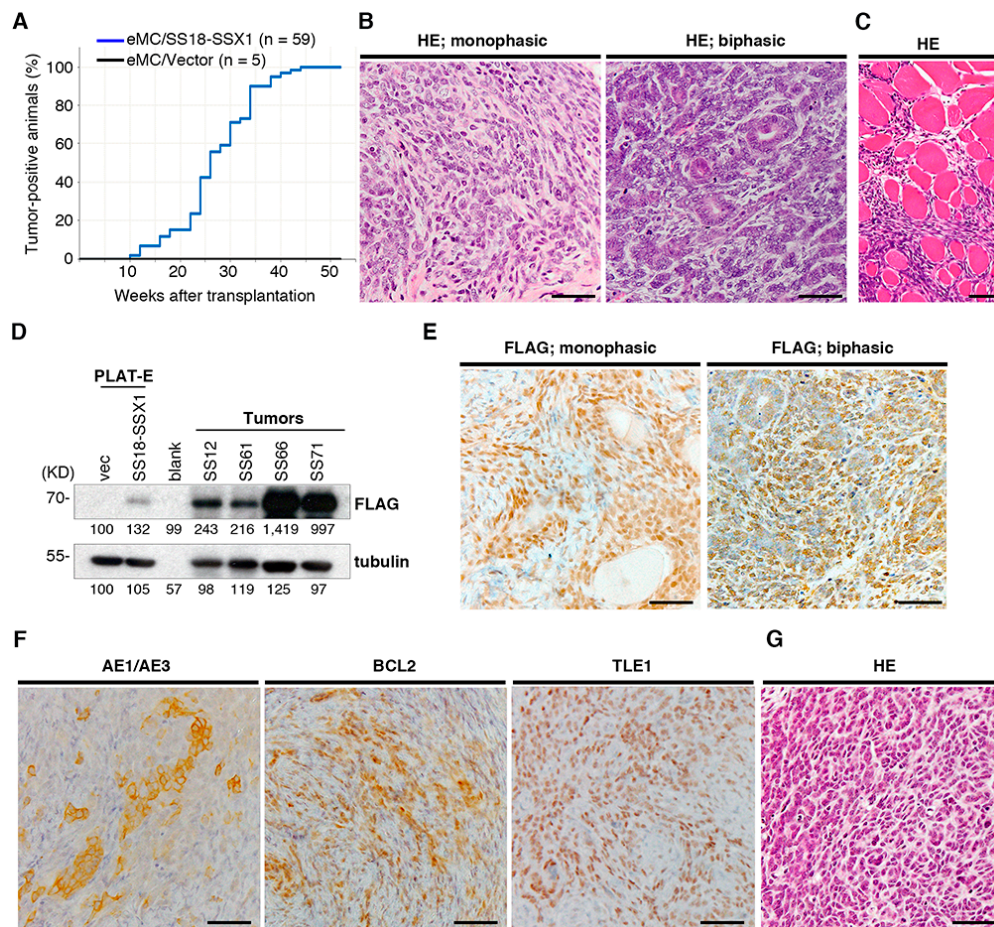 A
eMC/SS18-SSX1 (n = 59)
eMC/Vector (n = 5)
Tumor-positive animals (%)
100
80
60
40
20
0
10 20 30 40 50
Weeks after transplantation
B
HE; monophasic
HE; biphasic
C
HE
D
PLAT-E
Tumors
(KD) vec SS18-SSX1 blank SS12 SS61 SS66 SS71
70- FLAG
100 132 99 243 216 1,419 997
55- tubulin
100 105 57 98 119 125 97
E
FLAG; monophasic
FLAG; biphasic
F
AE1/AE3
BCL2
TLE1
G
HE